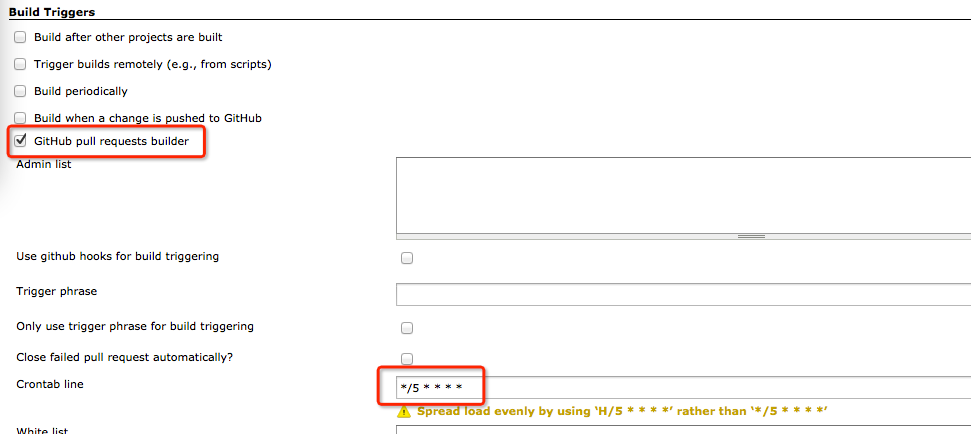 Build Triggers
Build after other projects are built
Trigger builds remotely (e.g., from scripts)
Build periodically
Build when a change is pushed to GitHub
GitHub pull requests builder
Admin list
Use github hooks for build triggering
Trigger phrase
Only use trigger phrase for build triggering
Close failed pull request automatically?
Crontab line
*/5 * * * *
Spread load evenly by using ‘H/5 * * * *’ rather than ‘*/5 * * * *’
White list